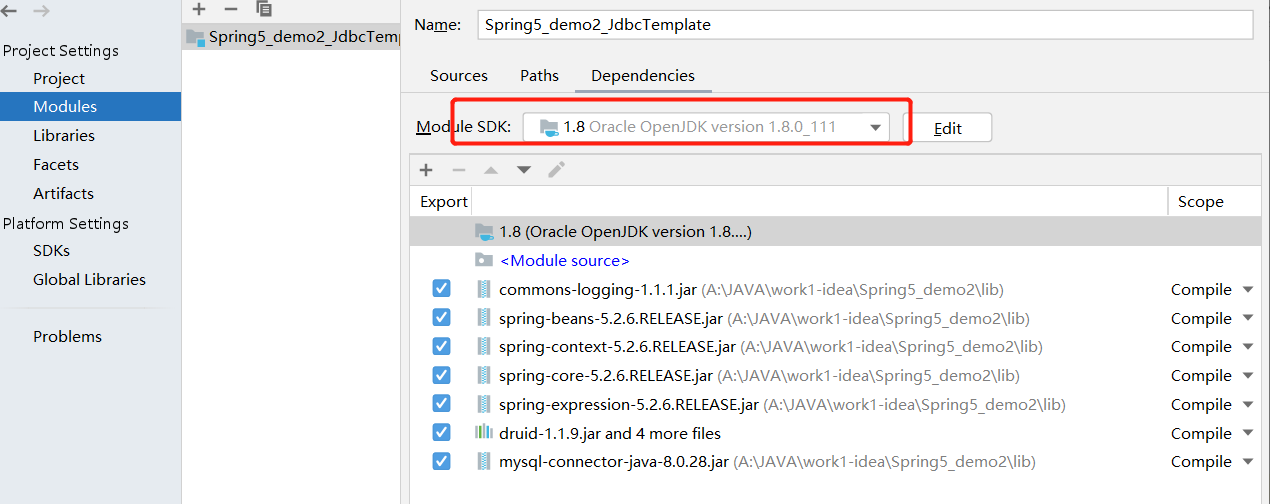 Project Settings
Project
Modules
Libraries
Facets
Artifacts
Platform Settings
SDKs
Global Libraries
Problems
Spring5_demo2_JdbcTemp
Name: Spring5_demo2_JdbcTemplate
Sources Paths Dependencies
Module SDK: 1.8 Oracle OpenJDK version 1.8.0_111 Edit
Export Scope
1.8 (Oracle OpenJDK version 1.8....)
<Module source>
commons-logging-1.1.1.jar (A:\JAVA\work1-idea\Spring5_demo2\lib) Compile
spring-beans-5.2.6.RELEASE.jar (A:\JAVA\work1-idea\Spring5_demo2\lib) Compile
spring-context-5.2.6.RELEASE.jar (A:\JAVA\work1-idea\Spring5_demo2\lib) Compile
spring-core-5.2.6.RELEASE.jar (A:\JAVA\work1-idea\Spring5_demo2\lib) Compile
spring-expression-5.2.6.RELEASE.jar (A:\JAVA\work1-idea\Spring5_demo2\lib) Compile
druid-1.1.9.jar and 4 more files Compile
mysql-connector-java-8.0.28.jar (A:\JAVA\work1-idea\Spring5_demo2\lib) Compile